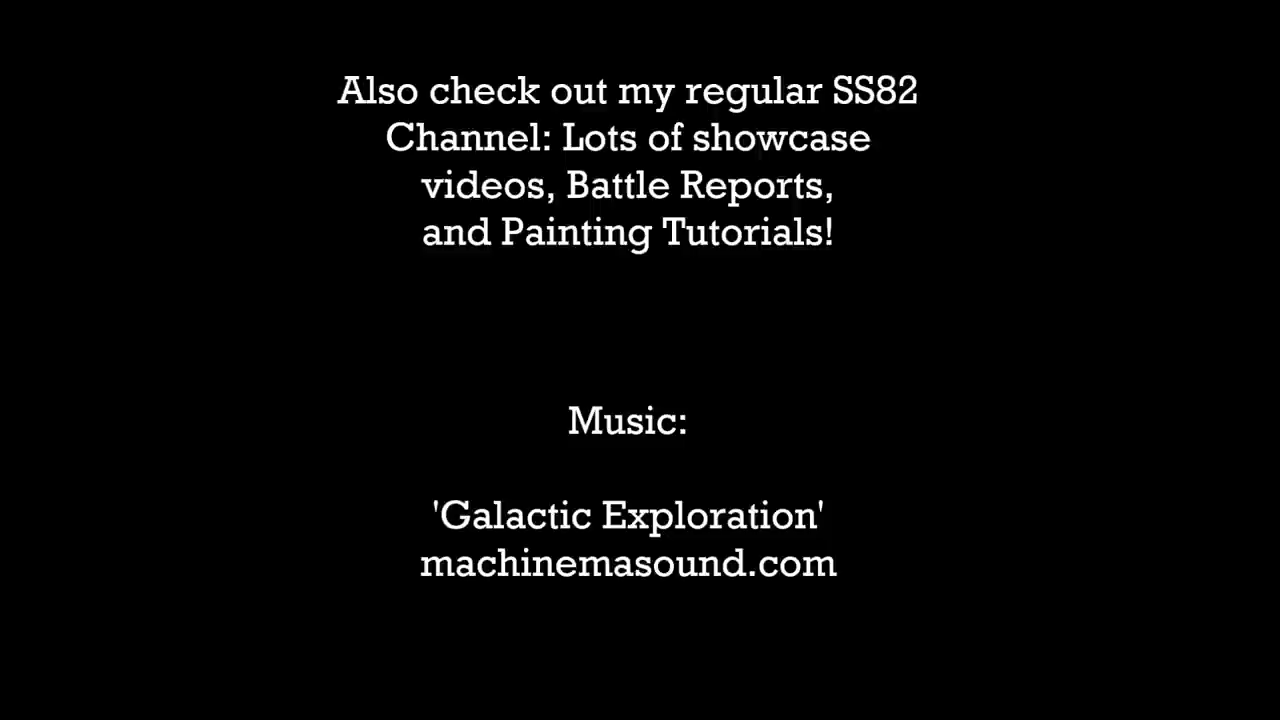 Also check out my regular SS82
Channel: Lots of showcase
videos, Battle Reports,
and Painting Tutorials!
Music:
'Galactic Exploration'
machinemasound.com